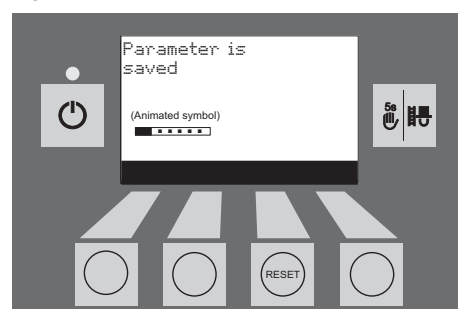 Parameter is
saved
(Animated symbol)
5s
RESET